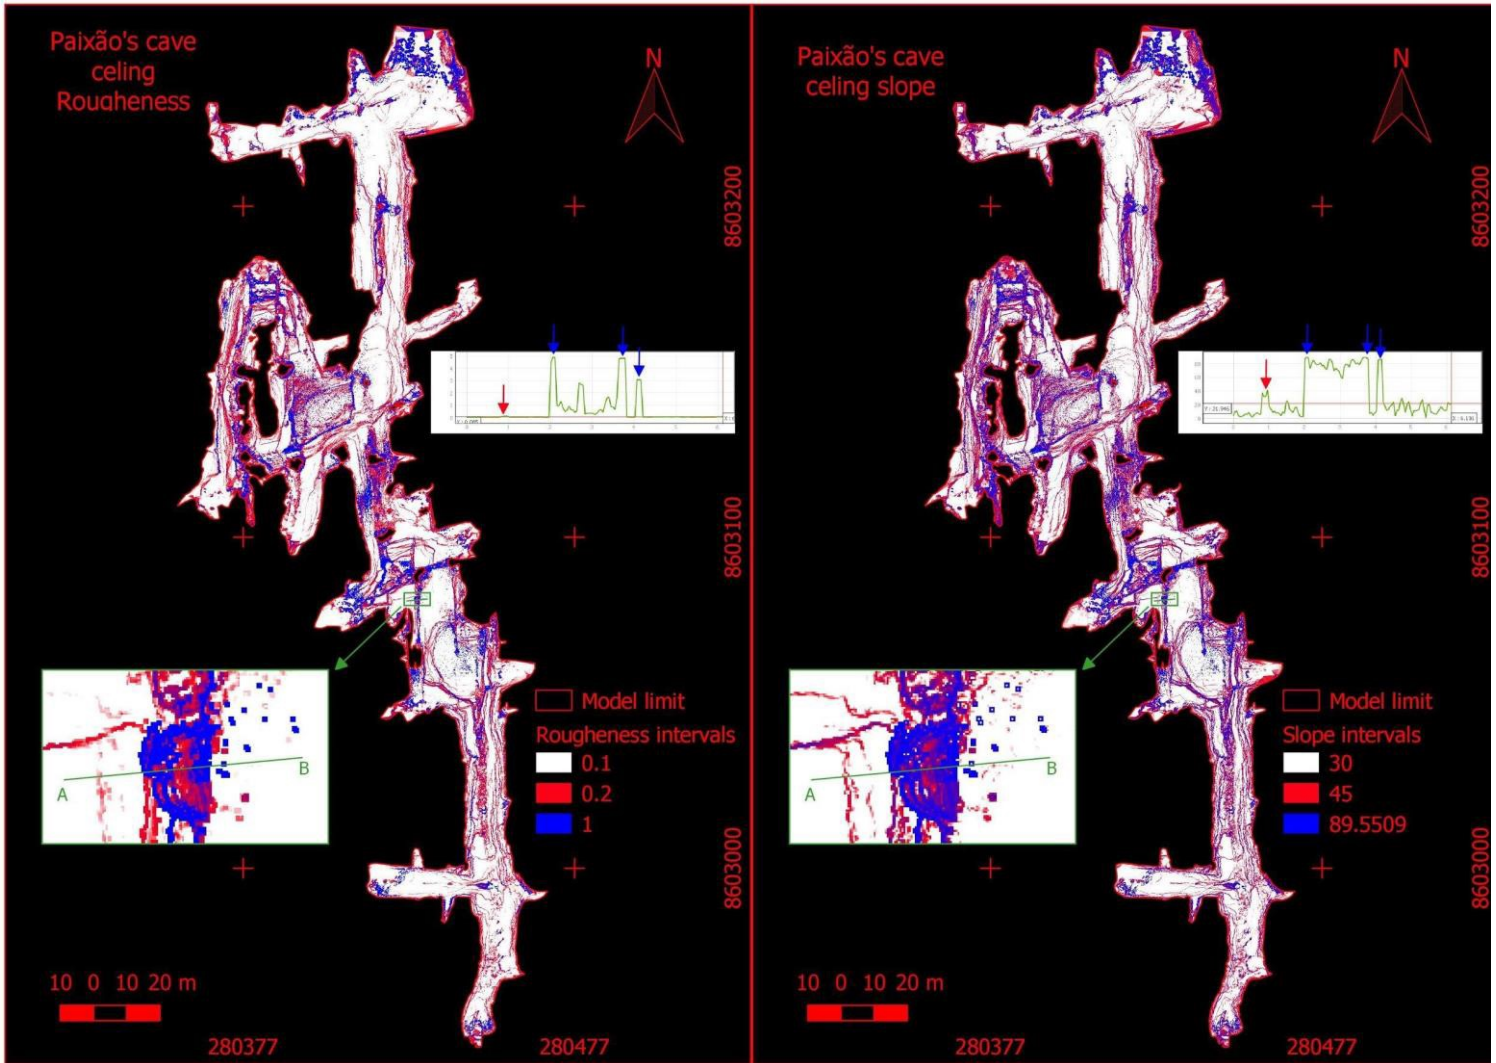 Paixão's cave
celing
Rougheness
N
8603200
8603100
8603000
A
B
Model limit
Rougheness intervals
0.1
0.2
1
10 0 10 20 m
280377
280477
Paixão's cave
celing slope
N
8603200
8603100
8603000
A
B
Model limit
Slope intervals
30
45
89.5509
10 0 10 20 m
280377
280477